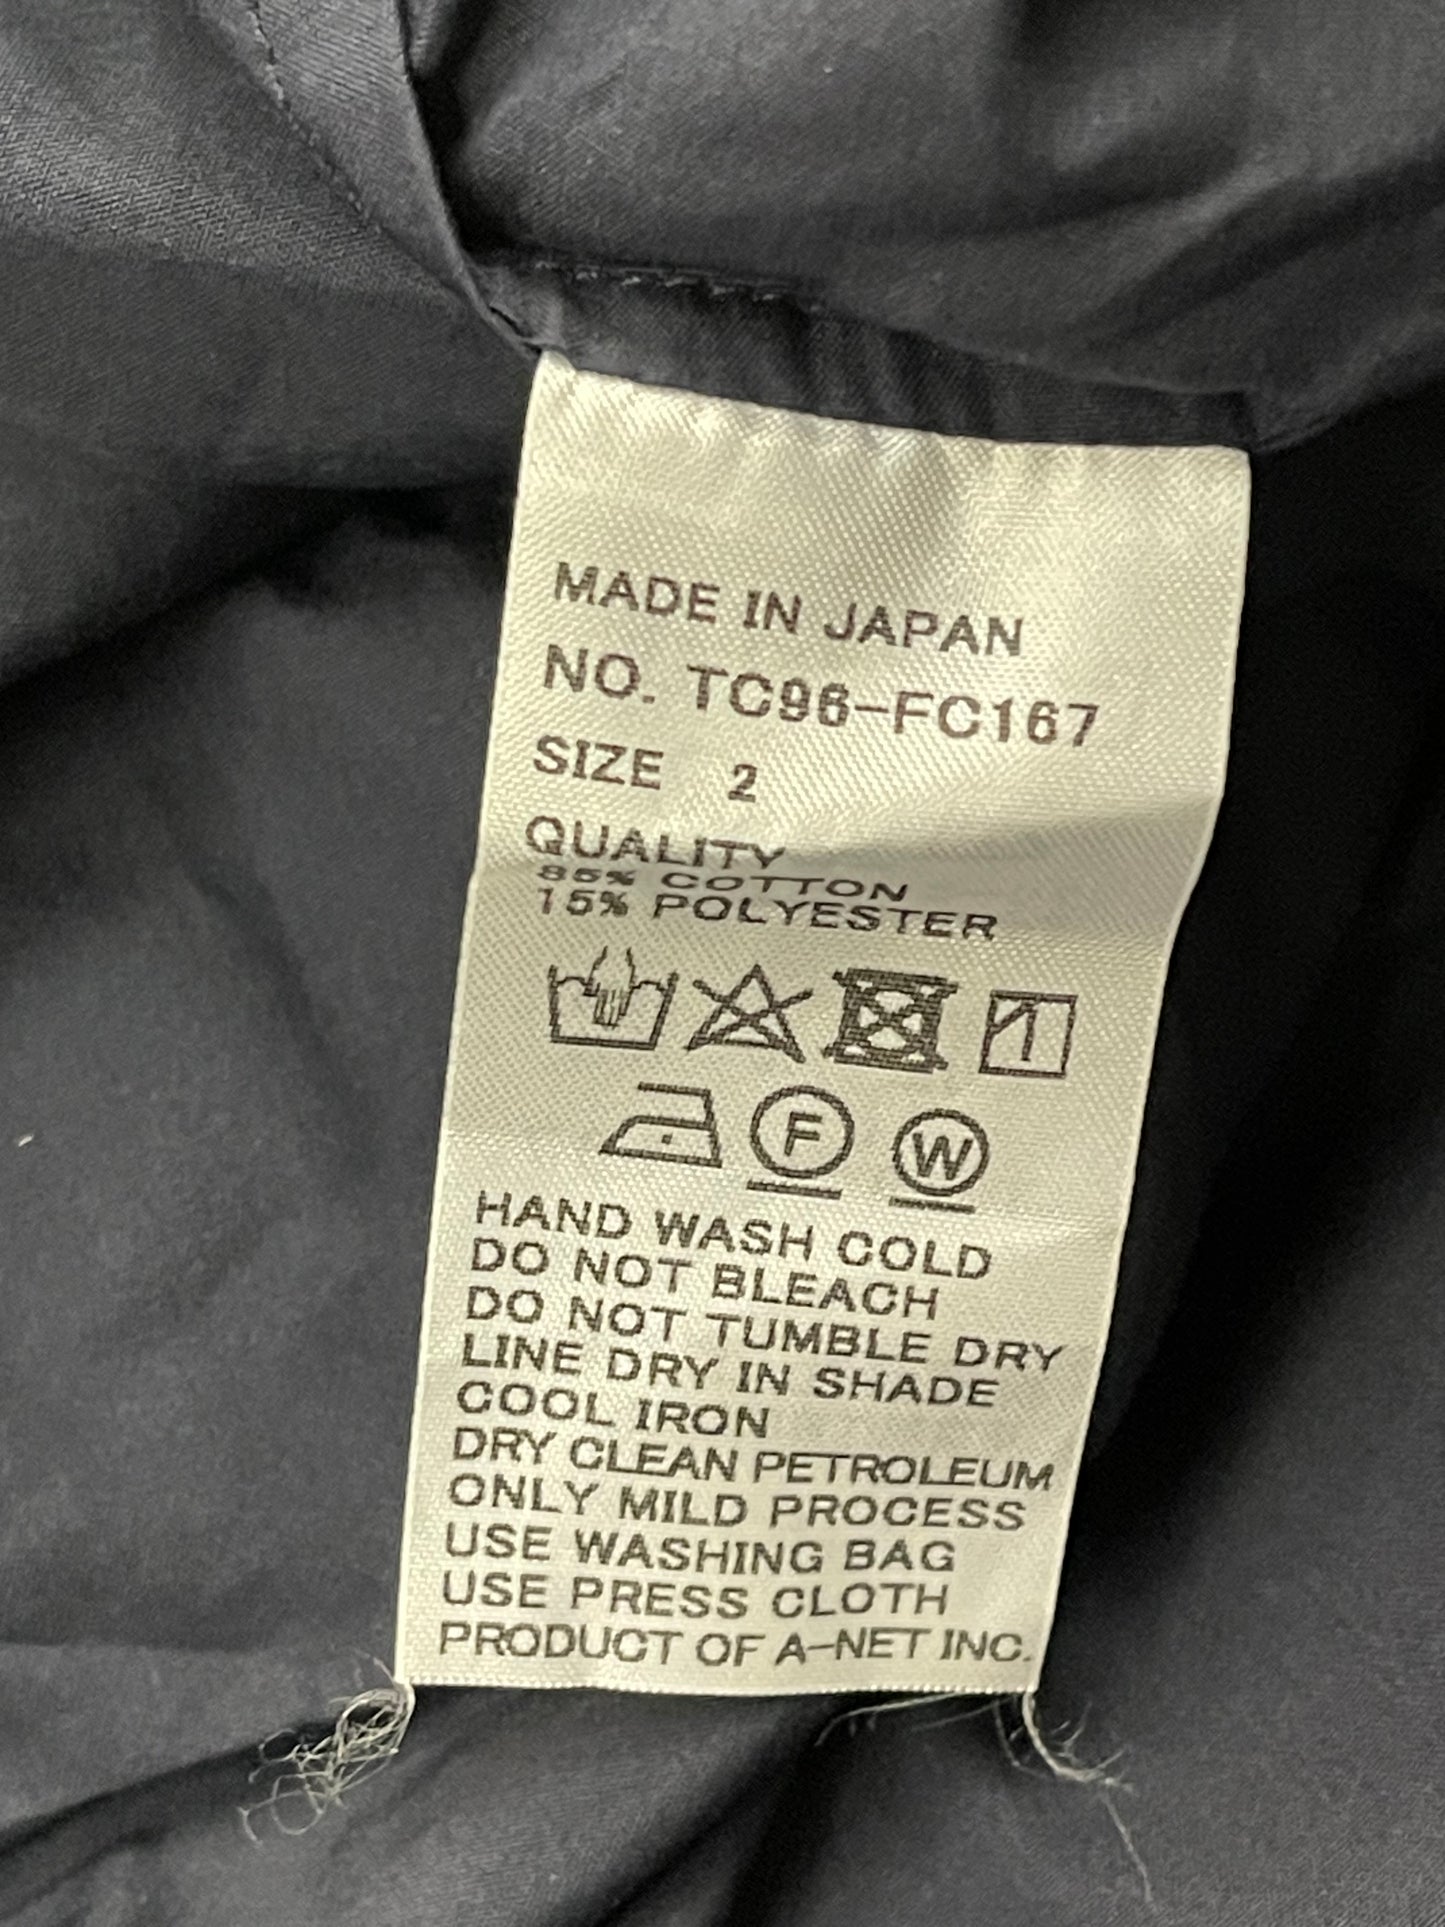 MADE IN JAPAN
NO. TC96-FC167
SIZE 2
QUALITY
85% COTTON
15% POLYESTER
F W
HAND WASH COLD
DO NOT BLEACH
DO NOT TUMBLE DRY
LINE DRY IN SHADE
COOL IRON
DRY CLEAN PETROLEUM
ONLY MILD PROCESS
USE WASHING BAG
USE PRESS CLOTH
PRODUCT OF A-NET INC.